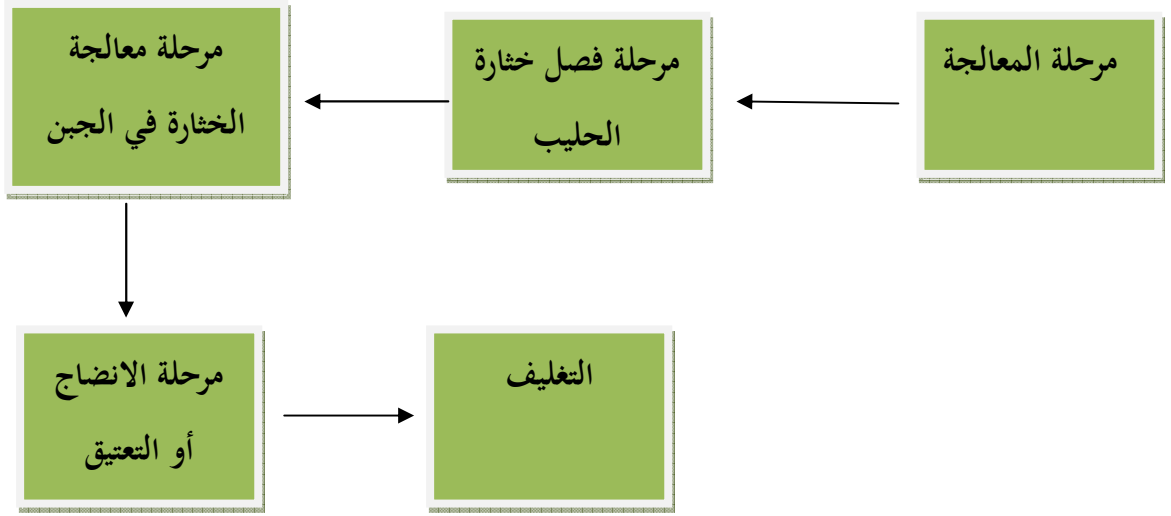 مرحلة المعالجة
مرحلة فصل خثارة
الحليب
مرحلة معالجة
الخثارة في الجبن
مرحلة الانضاج
أو التعتيق
التغليف